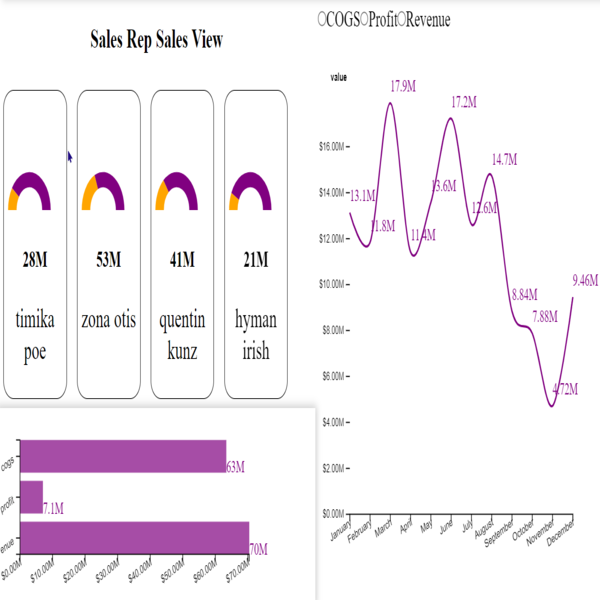 Sales Rep Sales View
28M
timika
poe
53M
zona otis
41M
quentin
kunz
21M
hyman
irish
cogs
63M
profit
7.1M
enue
70M
$0.00M
$10.00M
$20.00M
$30.00M
$40.00M
$50.00M
$60.00M
$70.00M
COGS Profit Revenue
value
$16.00M
$14.00M
$12.00M
$10.00M
$8.00M
$6.00M
$4.00M
$2.00M
$0.00M
13.1M
11.8M
17.9M
11.4M
13.6M
17.2M
12.6M
14.7M
8.84M
7.88M
4.72M
9.46M
January
February
March
April
May
June
July
August
September
October
November
December